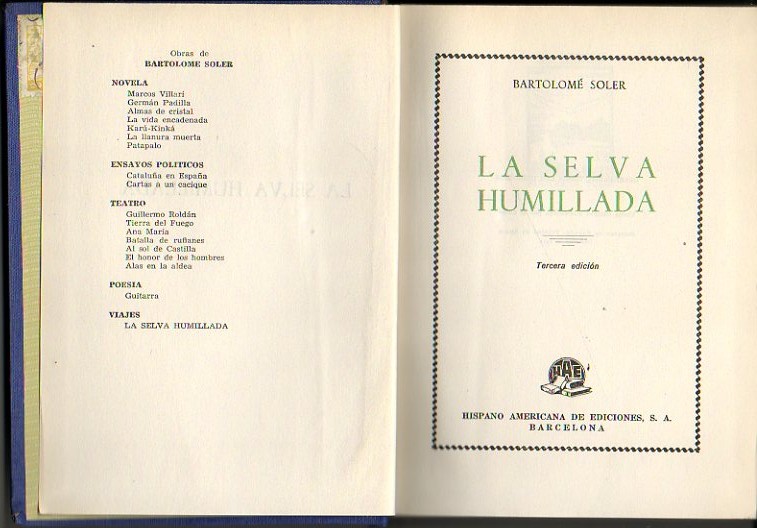 Obras de
BARTOLOME SOLER
NOVELA
Marcos Villarí
Germán Padilla
Almas de cristal
La vida encadenada
Kará-Kinká
La llanura muerta
Patapalo
ENSAYOS POLITICOS
Cataluña en España
Cartas a un cacique
TEATRO
Guillermo Roldán
Tierra del Fuego
Ana María
Batalla de rufianes
Al sol de Castilla
El honor de los hombres
Alas en la aldea
POESIA
Guitarra
VIAJES
LA SELVA HUMILLADA
BARTOLOMÉ SOLER
LA SELVA
HUMILLADA
Tercera edición
HAE
HISPANO AMERICANA DE EDICIONES, S. A.
BARCELONA